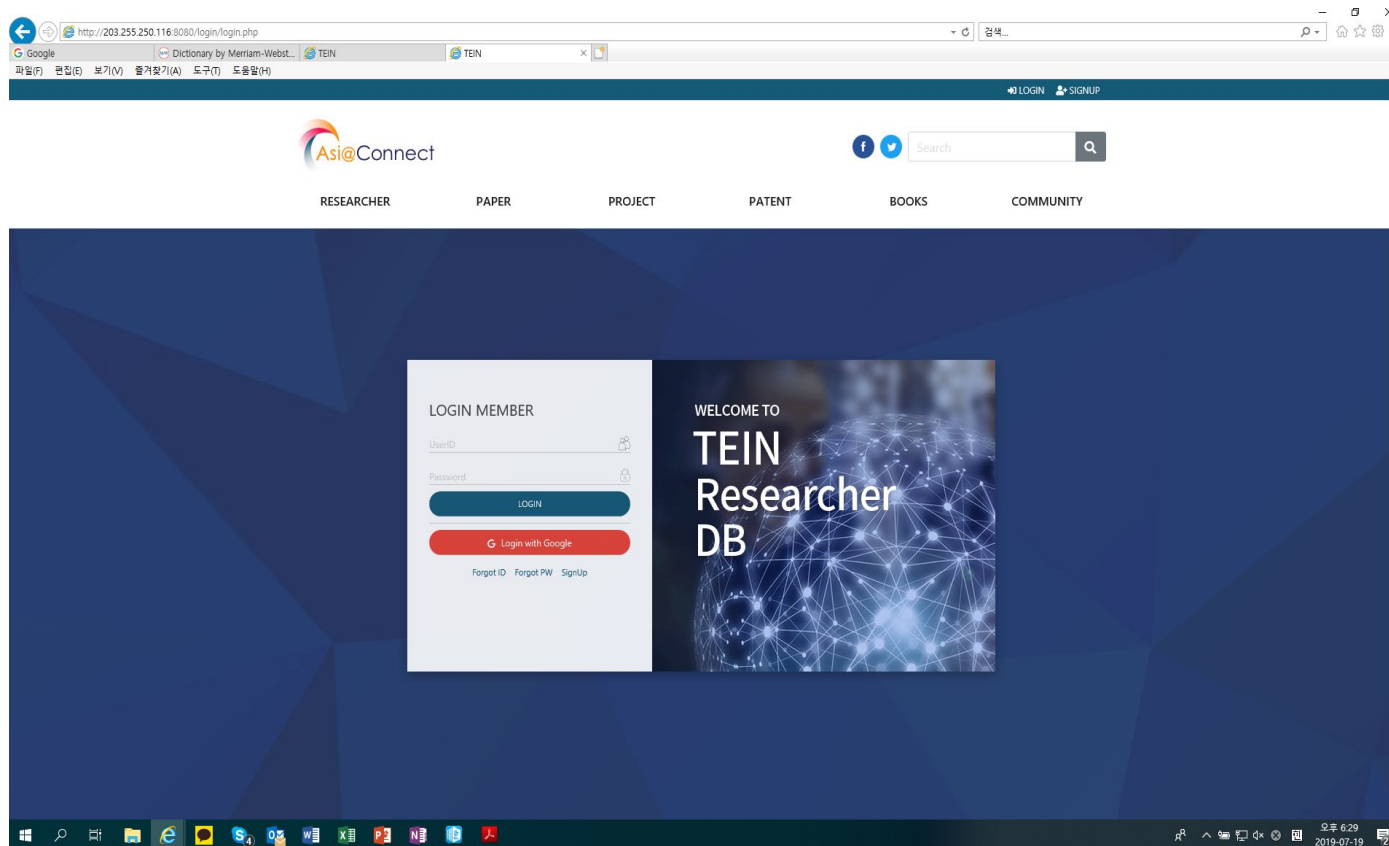 http://203.255.250.116:8080/login/login.php
검색...
Google
Dictionary by Merriam-Webst...
TEIN
TEIN
파일(F) 편집(E) 보기(V) 즐겨찾기(A) 도구(T) 도움말(H)
LOGIN SIGNUP
Asi@Connect
Search
RESEARCHER PAPER PROJECT PATENT BOOKS COMMUNITY
LOGIN MEMBER
UserID
Password
LOGIN
G Login with Google
Forgot ID Forgot PW SignUp
WELCOME TO
TEIN
Researcher
DB
오후 6:29
2019-07-19